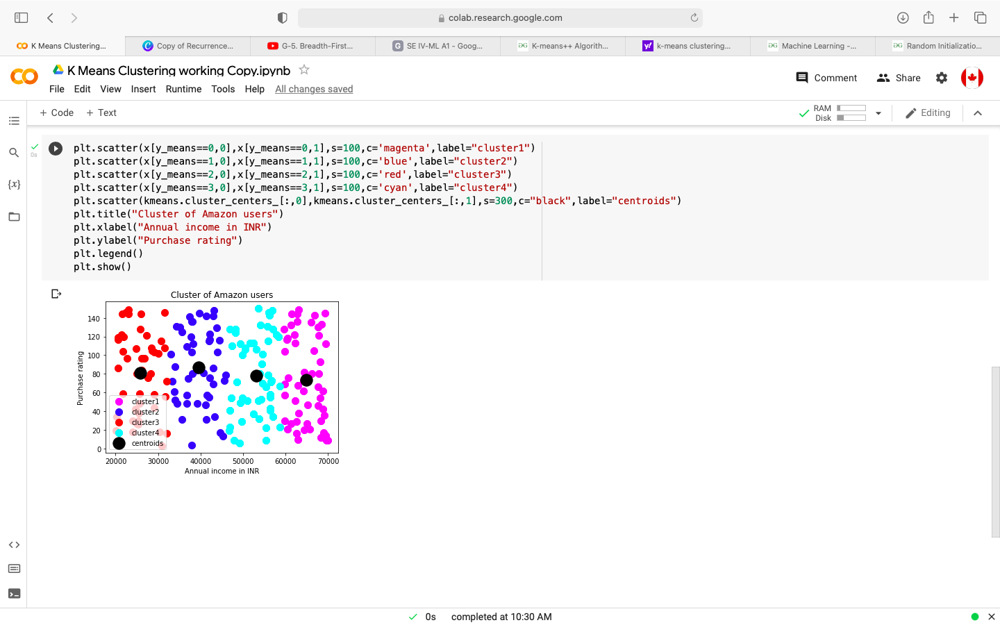 colab.research.google.com
K Means Clustering...
Copy of Recurrence...
G-5. Breadth-First...
G
SE IV-ML A1 - Goog...
K-means++ Algorith...
y!
k-means clustering...
Machine Learning -...
Random Initializatio...
K Means Clustering working Copy.ipynb
Comment
Share
File Edit View Insert Runtime Tools Help All changes saved
+ Code + Text
RAM
Disk
Editing
0s
{x}
plt.scatter(x[y_means==0,0],x[y_means==0,1],s=100,c='magenta',label="cluster1")
plt.scatter(x[y_means==1,0],x[y_means==1,1],s=100,c='blue',label="cluster2")
plt.scatter(x[y_means==2,0],x[y_means==2,1],s=100,c='red',label="cluster3")
plt.scatter(x[y_means==3,0],x[y_means==3,1],s=100,c='cyan',label="cluster4")
plt.scatter(kmeans.cluster_centers_[:,0],kmeans.cluster_centers_[:,1],s=300,c="black",label="centroids")
plt.title("Cluster of Amazon users")
plt.xlabel("Annual income in INR")
plt.ylabel("Purchase rating")
plt.legend()
plt.show()
Cluster of Amazon users
Purchase rating
140
120
100
80
60
40
20
0
cluster1
cluster2
cluster3
cluster4
centroids
20000 30000 40000 50000 60000 70000
Annual income in INR
0s completed at 10:30 AM